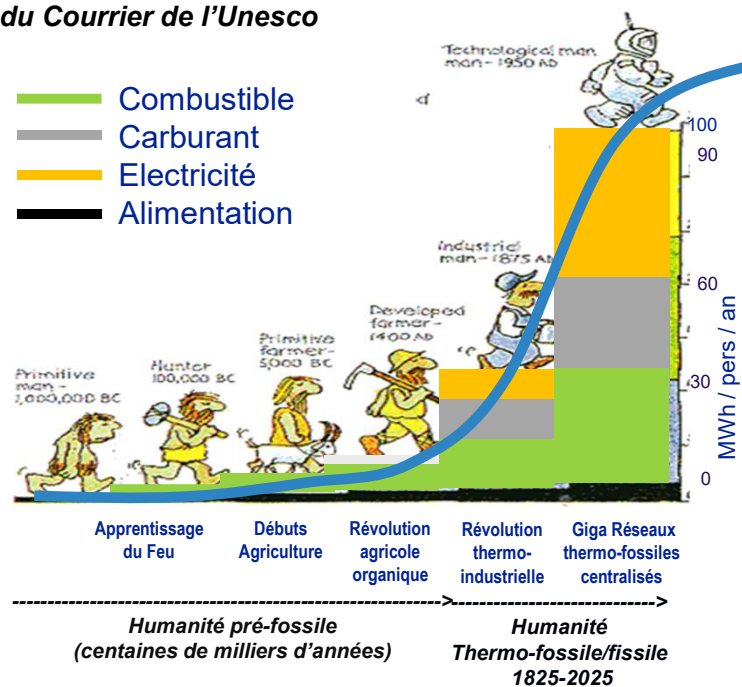 du Courrier de l’Unesco
Combustible
Carburant
Electricité
Alimentation
Technological man
man - 1950 AD
Industrial
man - 1875 AD
Developed
farmer -
1400 AD
Primitive
farmer -
5,000 BC
Hunter
100,000 BC
Primitive
man -
1,000,000 BC
100
90
60
30
0
MWh / pers / an
Apprentissage
du Feu
Débuts
Agriculture
Révolution
agricole
organique
Révolution
thermo-
industrielle
Giga Réseaux
thermo-fossiles
centralisés
Humanité pré-fossile
(centaines de milliers d’années)
Humanité
Thermo-fossile/fissile
1825-2025